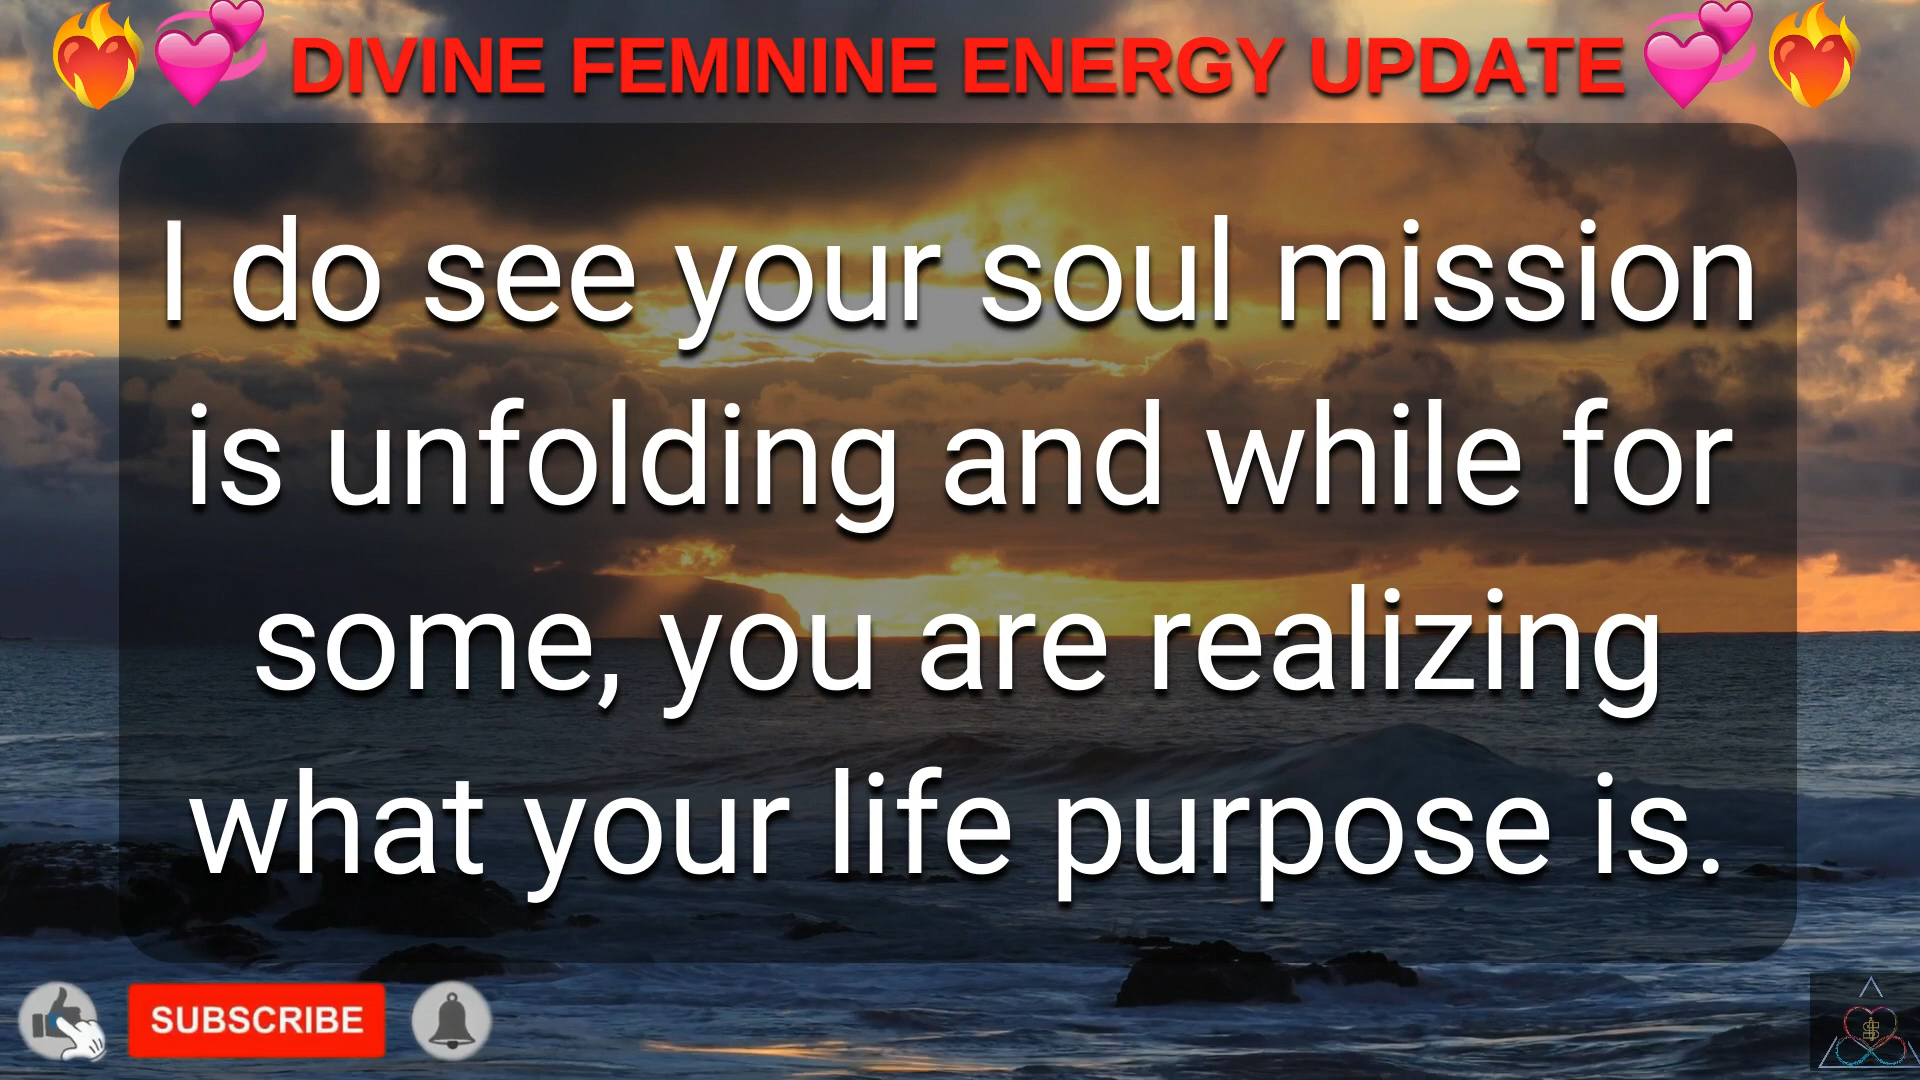 ❤️‍🔥💞 DIVINE FEMININE ENERGY UPDATE 💞❤️‍🔥
I do see your soul mission
is unfolding and while for
some, you are realizing
what your life purpose is.
SUBSCRIBE